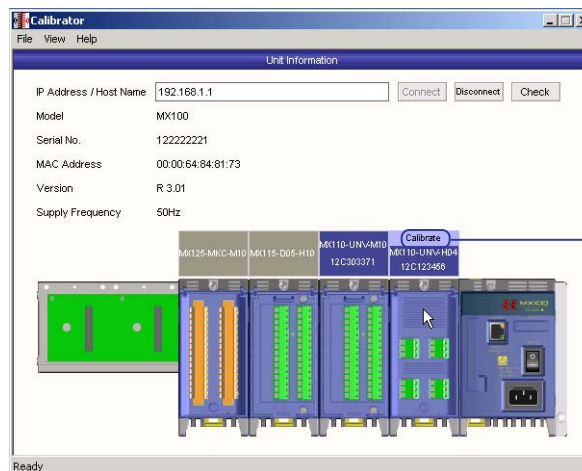 Calibrator
File View Help
Unit Information
IP Address / Host Name 192.168.1.1 Connect Disconnect Check
Model MX100
Serial No. 122222221
MAC Address 00:00:64:84:81:73
Version R 3.01
Supply Frequency 50Hz
Calibrate
MX125-MKC-M10 MX115-D05-H10 MX110-UNV-M10 MX110-UNV-H04
12C303371 12C123456
MX100
Ready